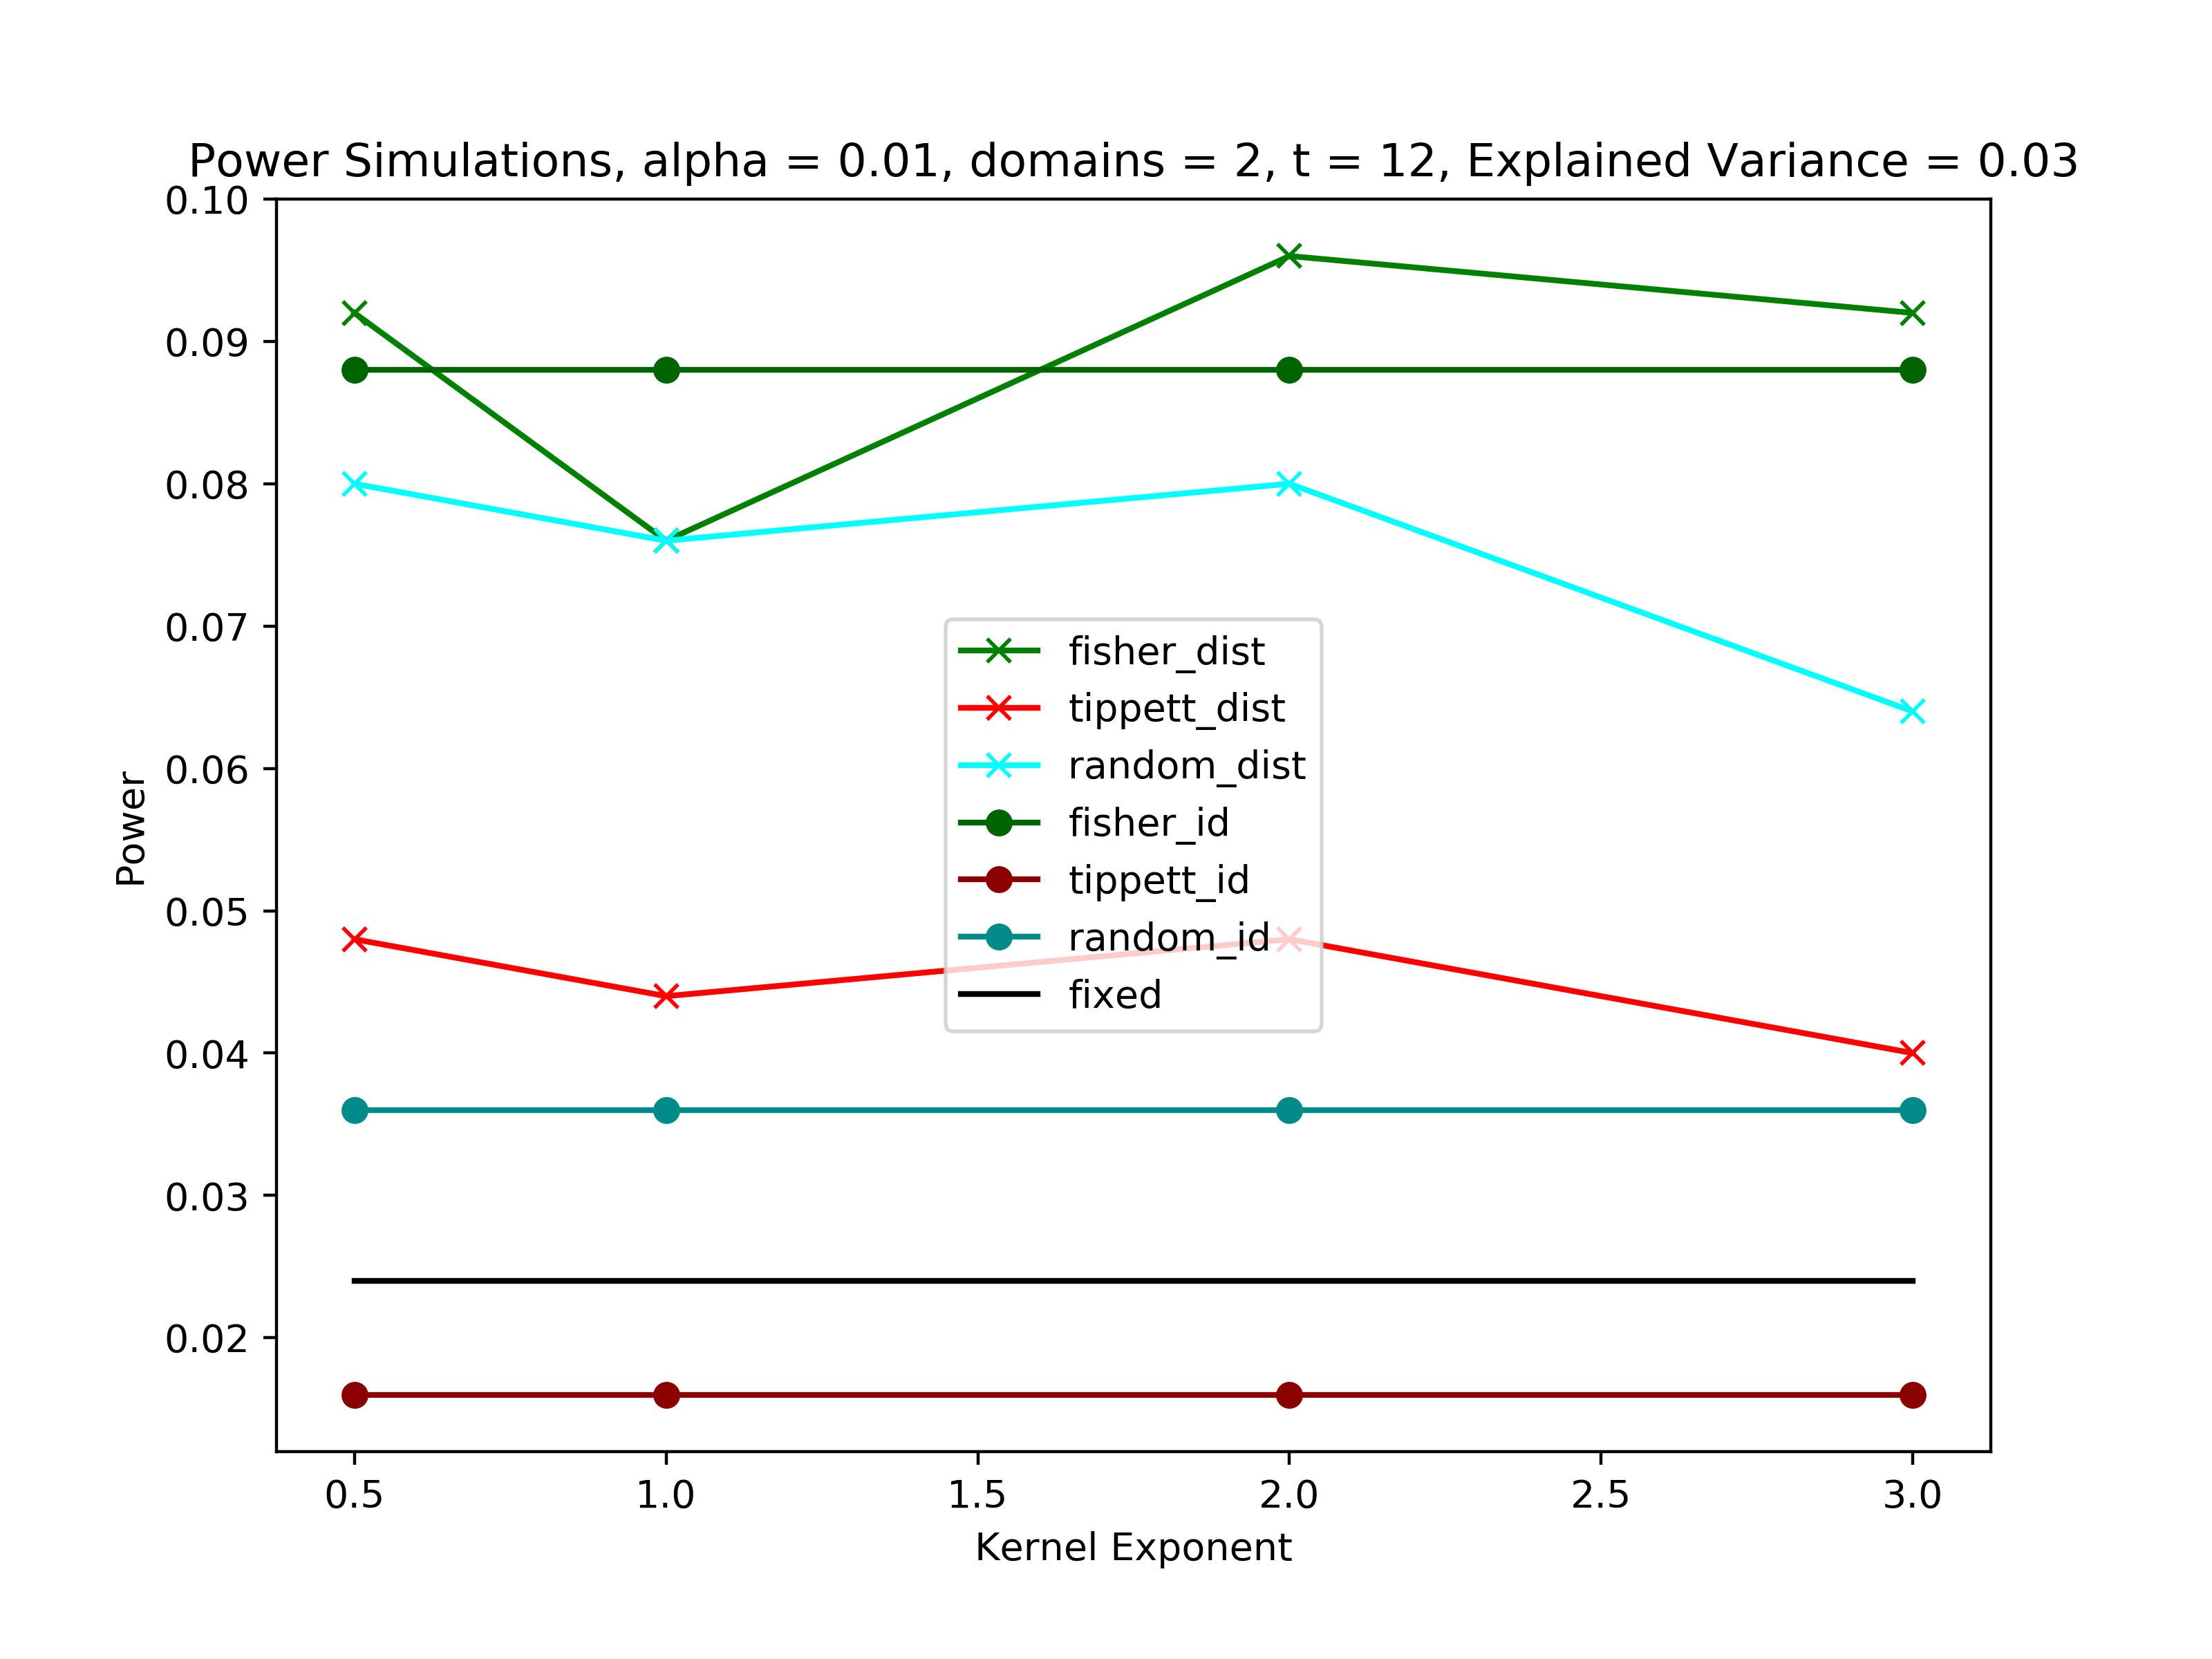 Power Simulations, alpha = 0.01, domains = 2, t = 12, Explained Variance = 0.03
0.10
0.09
0.08
0.07
0.06
0.05
0.04
0.03
0.02
Power
fisher_dist
tippett_dist
random_dist
fisher_id
tippett_id
random_id
fixed
0.5 1.0 1.5 2.0 2.5 3.0
Kernel Exponent